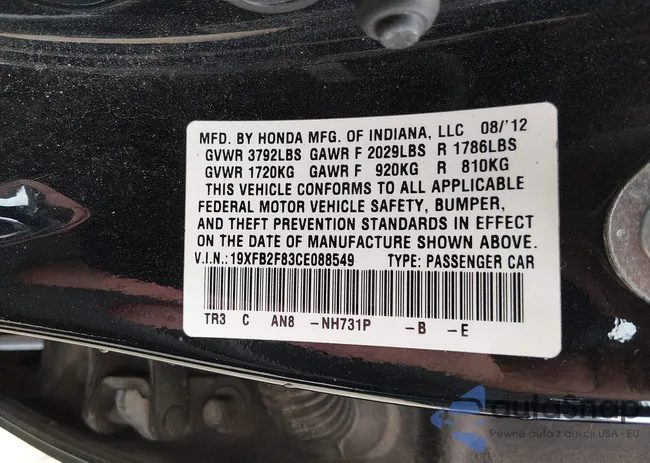 MFD. BY HONDA MFG. OF INDIANA, LLC 08/'12
GVWR 3792LBS GAWR F 2029LBS R 1786LBS
GVWR 1720KG GAWR F 920KG R 810KG
THIS VEHICLE CONFORMS TO ALL APPLICABLE
FEDERAL MOTOR VEHICLE SAFETY, BUMPER,
AND THEFT PREVENTION STANDARDS IN EFFECT
ON THE DATE OF MANUFACTURE SHOWN ABOVE.
V.I.N.: 19XFB2F83CE088549 TYPE: PASSENGER CAR
TR3 C AN8 -NH731P -B -E
autoSnap
Pewne auta z aukcji USA · EU